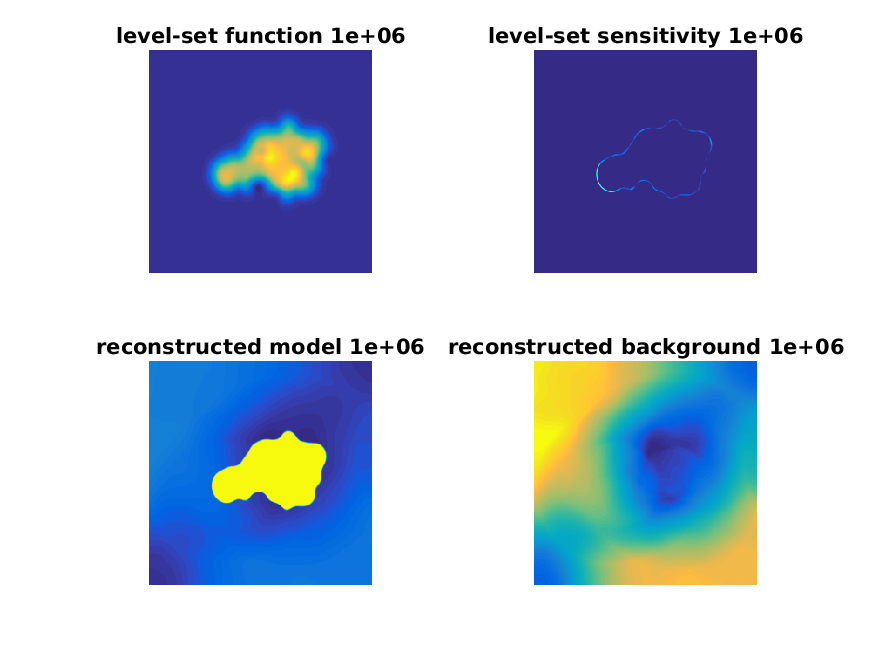 level-set function 1e+06
level-set sensitivity 1e+06
reconstructed model 1e+06
reconstructed background 1e+06